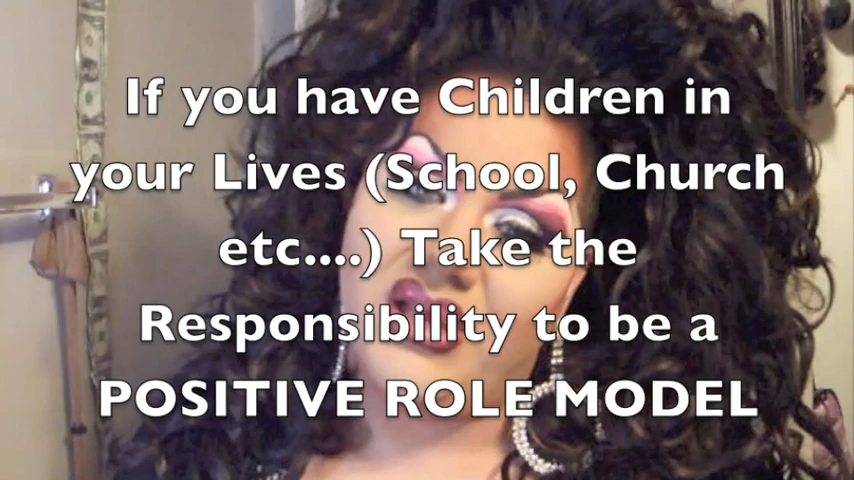 If you have Children in
your Lives (School, Church
etc....) Take the
Responsibility to be a
POSITIVE ROLE MODEL